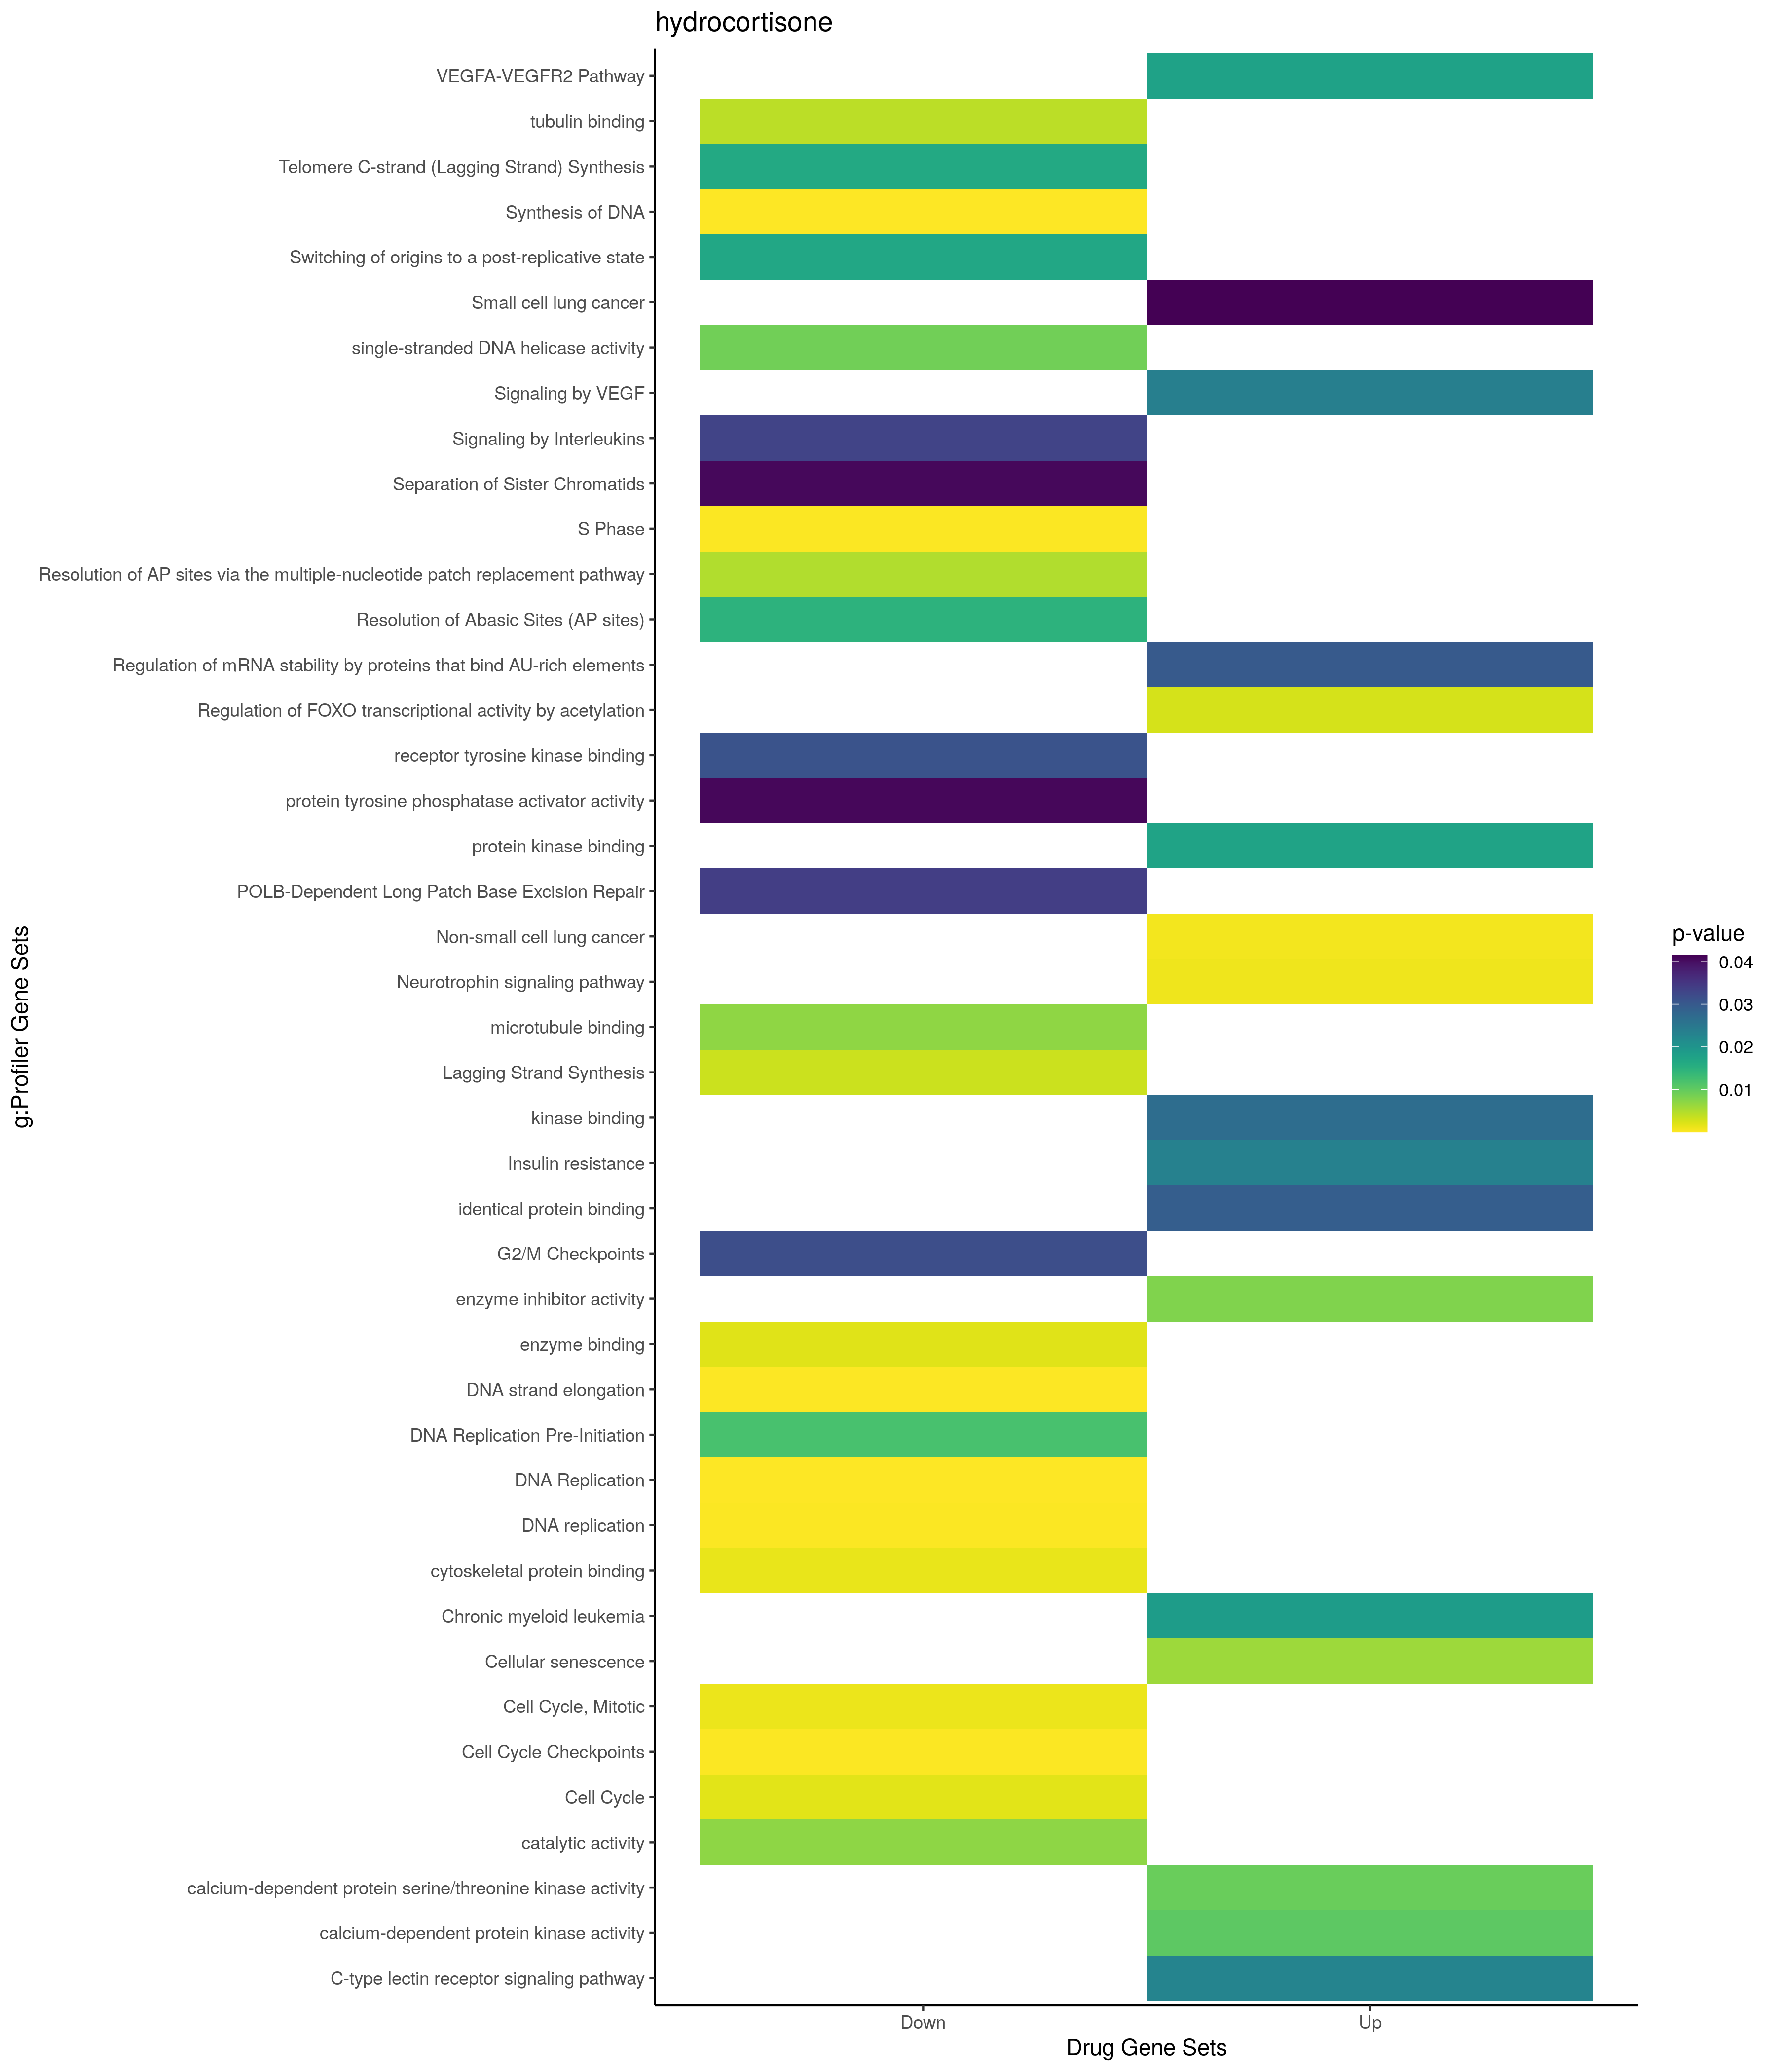 hydrocortisone
VEGFA-VEGFR2 Pathway
tubulin binding
Telomere C-strand (Lagging Strand) Synthesis
Synthesis of DNA
Switching of origins to a post-replicative state
Small cell lung cancer
single-stranded DNA helicase activity
Signaling by VEGF
Signaling by Interleukins
Separation of Sister Chromatids
S Phase
Resolution of AP sites via the multiple-nucleotide patch replacement pathway
Resolution of Abasic Sites (AP sites)
Regulation of mRNA stability by proteins that bind AU-rich elements
Regulation of FOXO transcriptional activity by acetylation
receptor tyrosine kinase binding
protein tyrosine phosphatase activator activity
protein kinase binding
POLB-Dependent Long Patch Base Excision Repair
Non-small cell lung cancer
Neurotrophin signaling pathway
microtubule binding
Lagging Strand Synthesis
kinase binding
Insulin resistance
identical protein binding
G2/M Checkpoints
enzyme inhibitor activity
enzyme binding
DNA strand elongation
DNA Replication Pre-Initiation
DNA Replication
DNA replication
cytoskeletal protein binding
Chronic myeloid leukemia
Cellular senescence
Cell Cycle, Mitotic
Cell Cycle Checkpoints
Cell Cycle
catalytic activity
calcium-dependent protein serine/threonine kinase activity
calcium-dependent protein kinase activity
C-type lectin receptor signaling pathway
g:Profiler Gene Sets
Down
Up
Drug Gene Sets
p-value
0.04
0.03
0.02
0.01